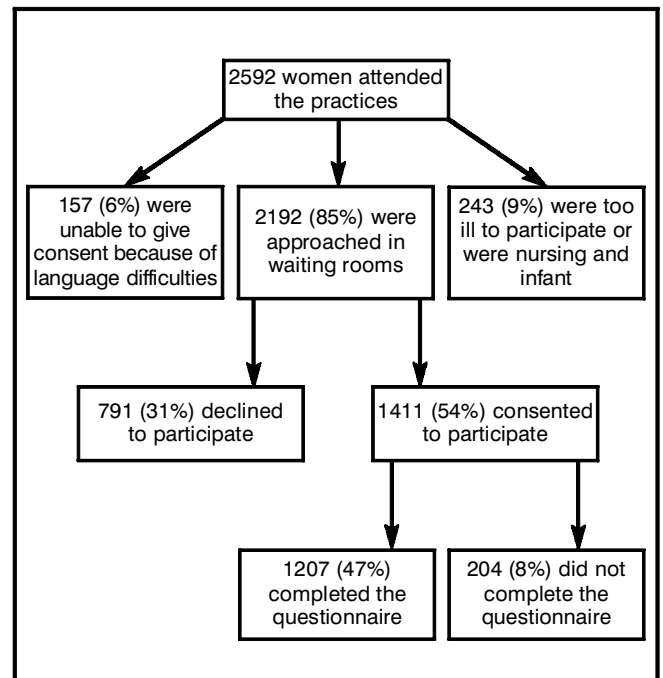 2592 women attended
the practices
157 (6%) were
unable to give
consent because of
language difficulties
2192 (85%) were
approached in
waiting rooms
243 (9%) were too
ill to participate or
were nursing and
infant
791 (31%) declined
to participate
1411 (54%) consented
to participate
1207 (47%)
completed the
questionnaire
204 (8%) did not
complete the
questionnaire